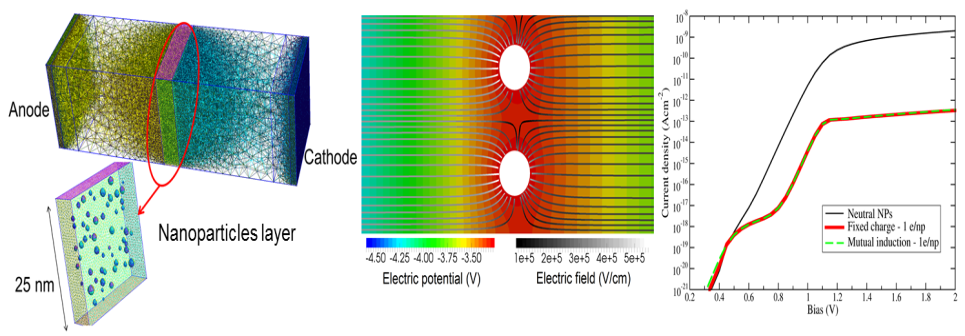 Anode
Cathode
Nanoparticles layer
25 nm
-4.50 -4.25 -4.00 -3.75 -3.50
Electric potential (V)
1e+5 2e+5 3e+5 4e+5 5e+5
Electric field (V/cm)
Current density (Acm⁻²)
10⁻⁸
10⁻⁹
10⁻¹⁰
10⁻¹¹
10⁻¹²
10⁻¹³
10⁻¹⁴
10⁻¹⁵
10⁻¹⁶
10⁻¹⁷
10⁻¹⁸
10⁻¹⁹
10⁻²⁰
10⁻²¹
Neutral NPs
Fixed charge - 1 e/np
Mutual induction - 1e/np
0.4 0.6 0.8 1 1.2 1.4 1.6 1.8 2
Bias (V)